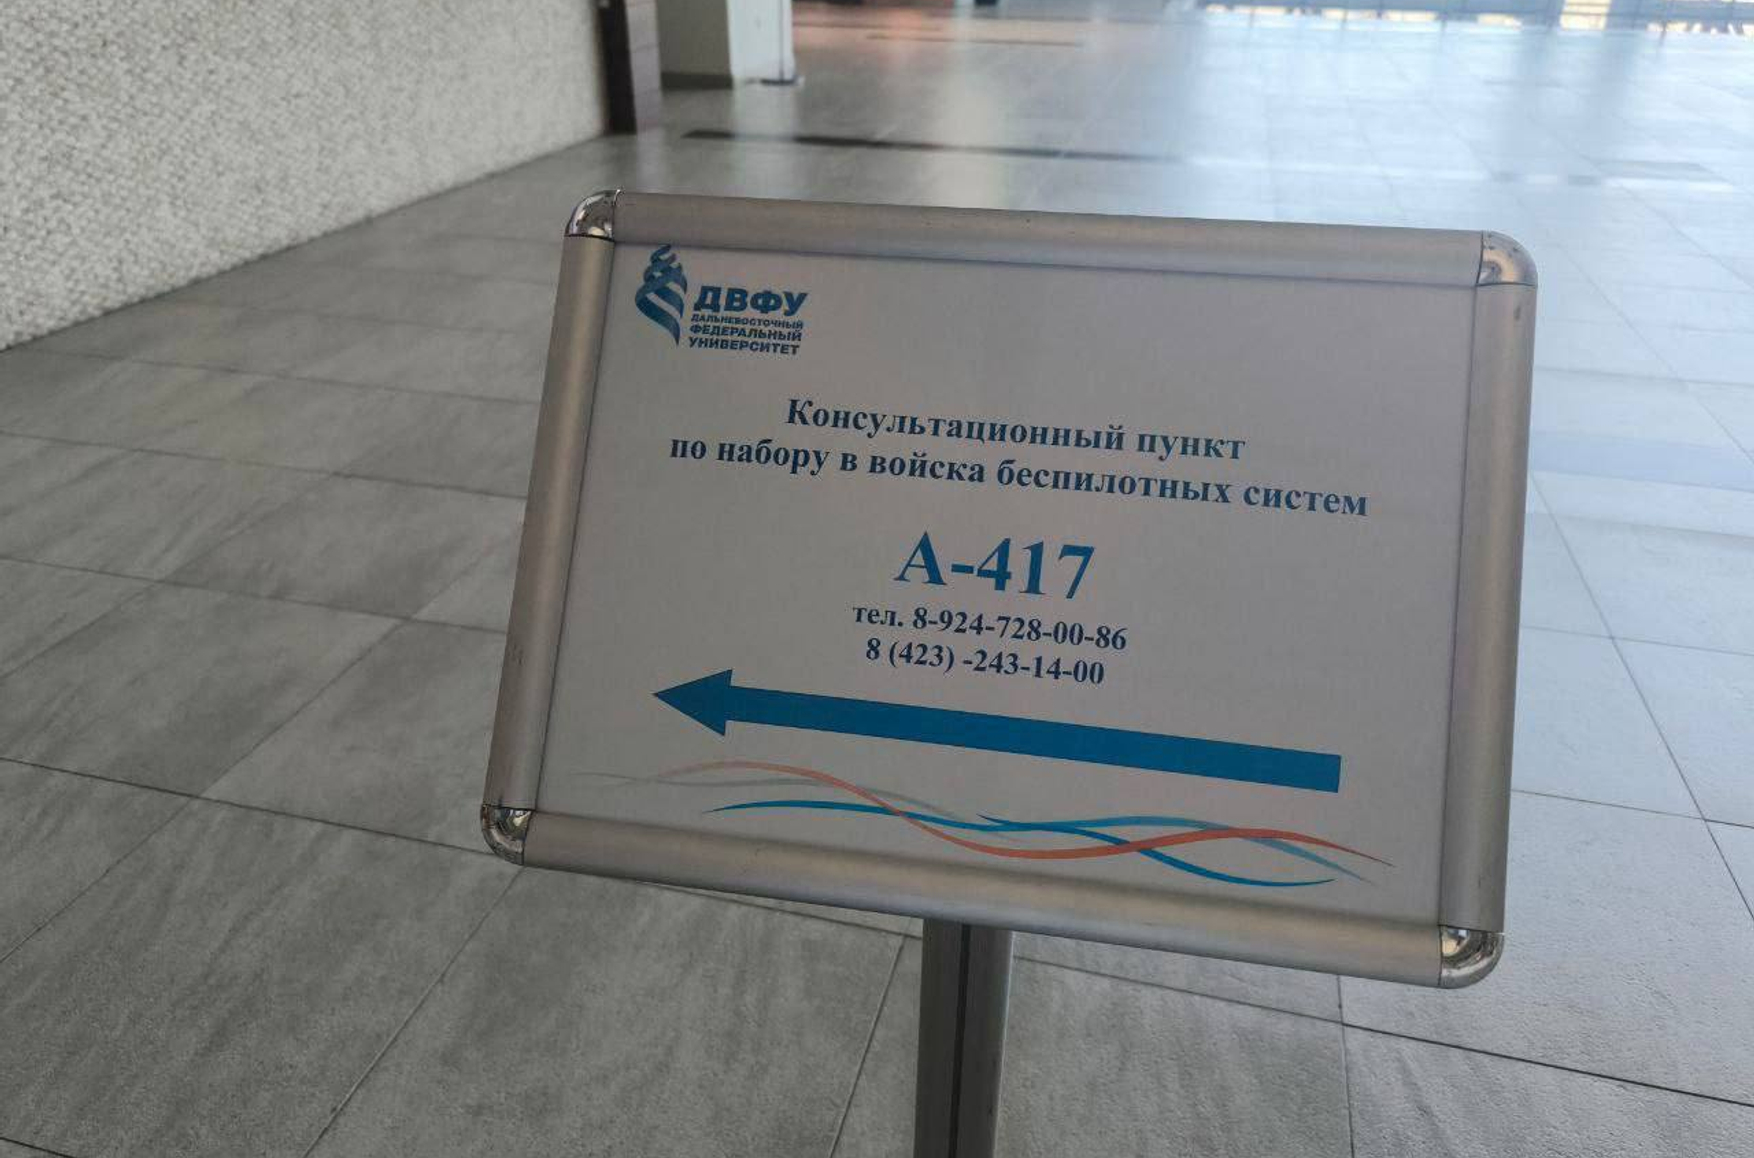 ДВФУ
ДАЛЬНЕВОСТОЧНЫЙ
ФЕДЕРАЛЬНЫЙ
УНИВЕРСИТЕТ
Консультационный пункт
по набору в войска беспилотных систем
А-417
тел. 8-924-728-00-86
8 (423) -243-14-00